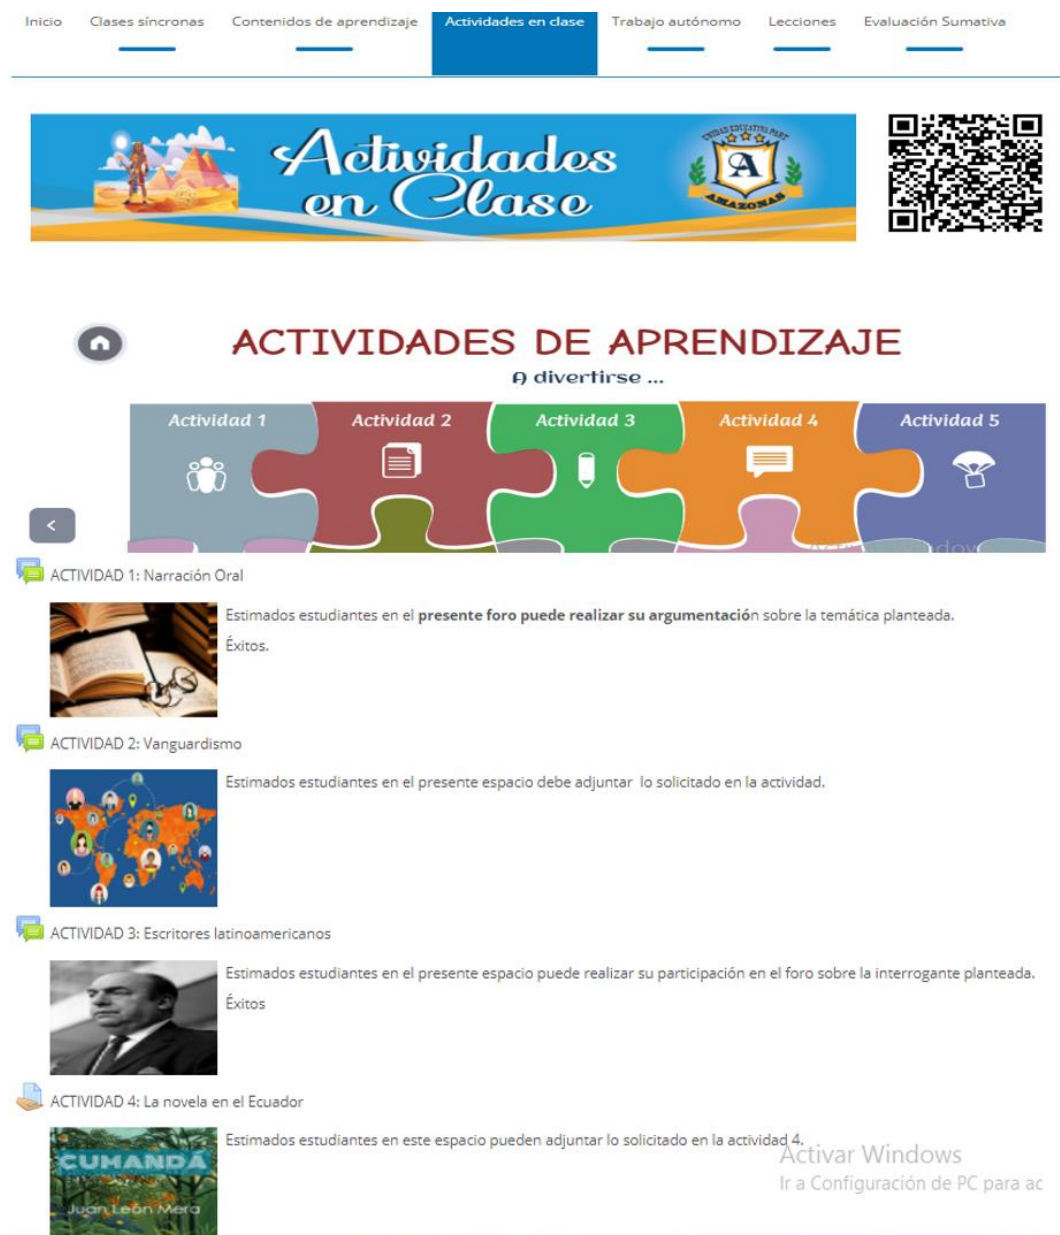 Inicio Clases síncronas Contenidos de aprendizaje Actividades en clase Trabajo autónomo Lecciones Evaluación Sumativa
Actividades
en Clase
UNIDAD EDUCATIVA PART.
A
AMAZONAS
ACTIVIDADES DE APRENDIZAJE
A divertirse ...
Actividad 1 Actividad 2 Actividad 3 Actividad 4 Actividad 5
ACTIVIDAD 1: Narración Oral
Estimados estudiantes en el presente foro puede realizar su argumentación sobre la temática planteada.
Éxitos.
ACTIVIDAD 2: Vanguardismo
Estimados estudiantes en el presente espacio debe adjuntar lo solicitado en la actividad.
ACTIVIDAD 3: Escritores latinoamericanos
Estimados estudiantes en el presente espacio puede realizar su participación en el foro sobre la interrogante planteada.
Éxitos
ACTIVIDAD 4: La novela en el Ecuador
Estimados estudiantes en este espacio pueden adjuntar lo solicitado en la actividad 4.
CUMANDÁ
Juan León Mera
Activar Windows
Ir a Configuración de PC para ac